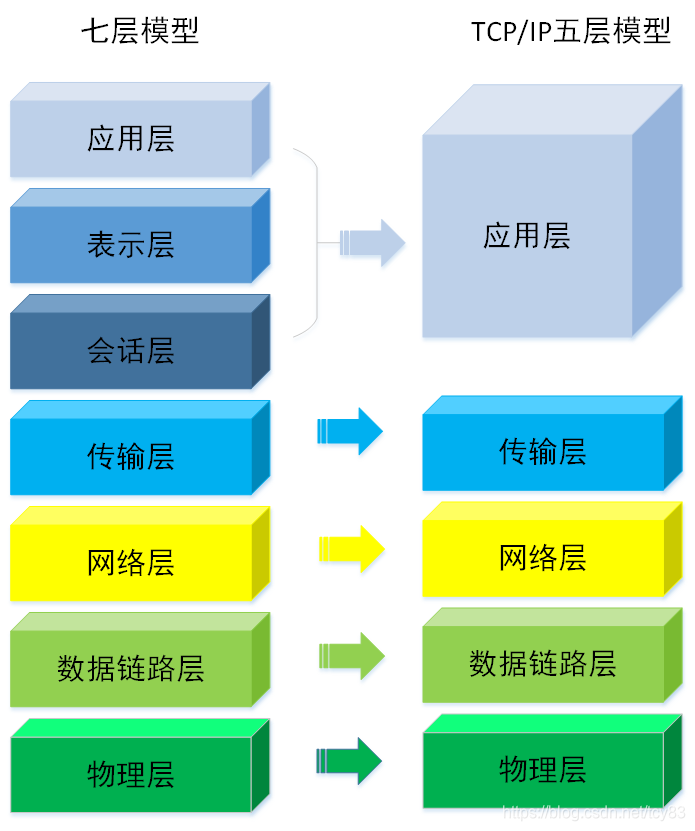 七层模型
TCP/IP五层模型
应用层
表示层
会话层
传输层
网络层
数据链路层
物理层
应用层
传输层
网络层
数据链路层
物理层
https://blog.csdn.net/lcy83